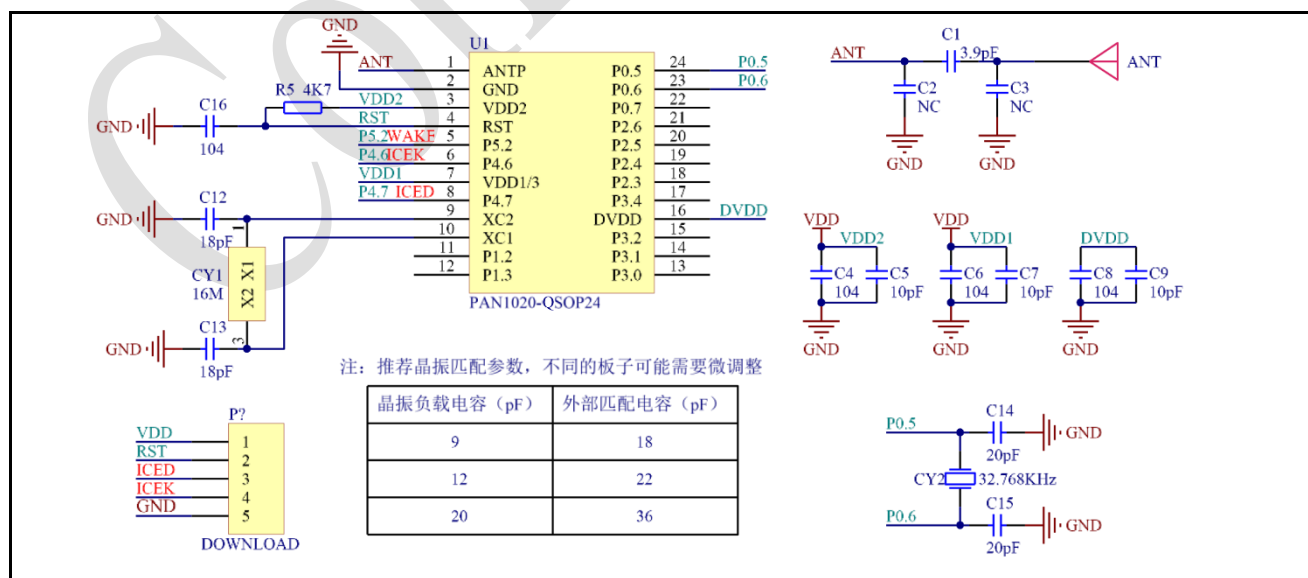 GND
U1
ANT 1 ANTP
2 GND
R5 4K7
VDD2 3 VDD2
C16
GND
104
RST 4 RST
P5.2 WAKE 5 P5.2
P4.6 ICEK 6 P4.6
VDD1 7 VDD1/3
P4.7 ICED 8 P4.7
9 XC2
10 XC1
11 P1.2
12 P1.3
P0.5 24 P0.5
P0.6 23 P0.6
P0.7 22
P2.6 21
P2.5 20
P2.4 19
P2.3 18
P3.4 17
DVDD 16 DVDD
P3.2 15
P3.1 14
P3.0 13
PAN1020-QSOP24
C12
GND
18pF
1
CY1
16M
X2 X1
3
C13
GND
18pF
C1
3.9pF
ANT
ANT
C2
NC
C3
NC
GND
GND
VDD
VDD2
C4
104
C5
10pF
GND
VDD
VDD1
C6
104
C7
10pF
GND
DVDD
C8
104
C9
10pF
GND
注：推荐晶振匹配参数，不同的板子可能需要微调整
晶振负载电容（pF） 外部匹配电容（pF）
9 18
12 22
20 36
P?
VDD 1
RST 2
ICED 3
ICEK 4
GND 5
DOWNLOAD
P0.5
C14
20pF
GND
CY2 32.768KHz
P0.6
C15
20pF
GND